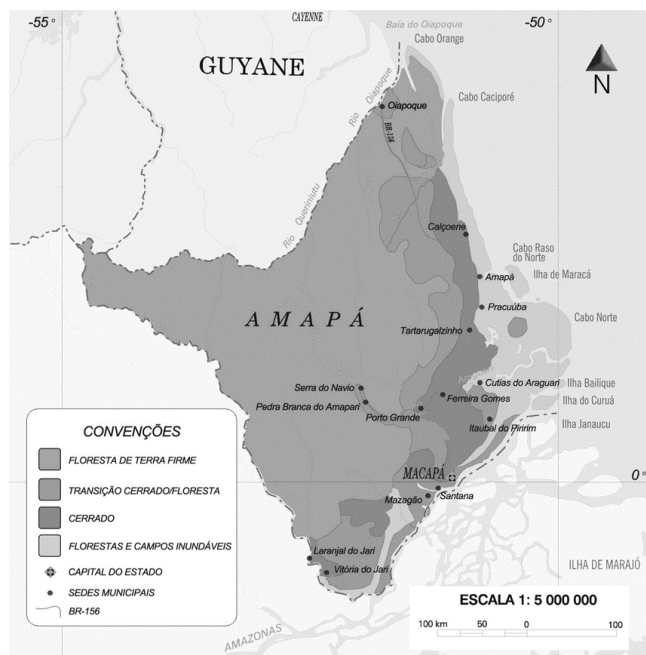 -55°
CAYENNE
Baía do Oiapoque
-50°
Cabo Orange
GUYANE
N
Rio Oiapoque
Cabo Caciporé
Oiapoque
BR-156
Rio Quariniutu
Calçoene
Cabo Raso
do Norte
Ilha de Maracá
Amapá
Pracuúba
Cabo Norte
AMAPÁ
Tartarugalzinho
Serra do Navio
Cutias do Araguari
Ilha Bailique
Pedra Branca do Amapari
Ferreira Gomes
Ilha do Curuá
Porto Grande
Itaubal do Piririm
Ilha Janaucu
CONVENÇÕES
FLORESTA DE TERRA FIRME
TRANSIÇÃO CERRADO/FLORESTA
CERRADO
FLORESTAS E CAMPOS INUNDÁVEIS
CAPITAL DO ESTADO
SEDES MUNICIPAIS
BR-156
MACAPÁ
0°
Mazagão
Santana
Laranjal do Jari
Vitória do Jari
ILHA DE MARAJÓ
AMAZONAS
ESCALA 1: 5 000 000
100 km 50 0 100